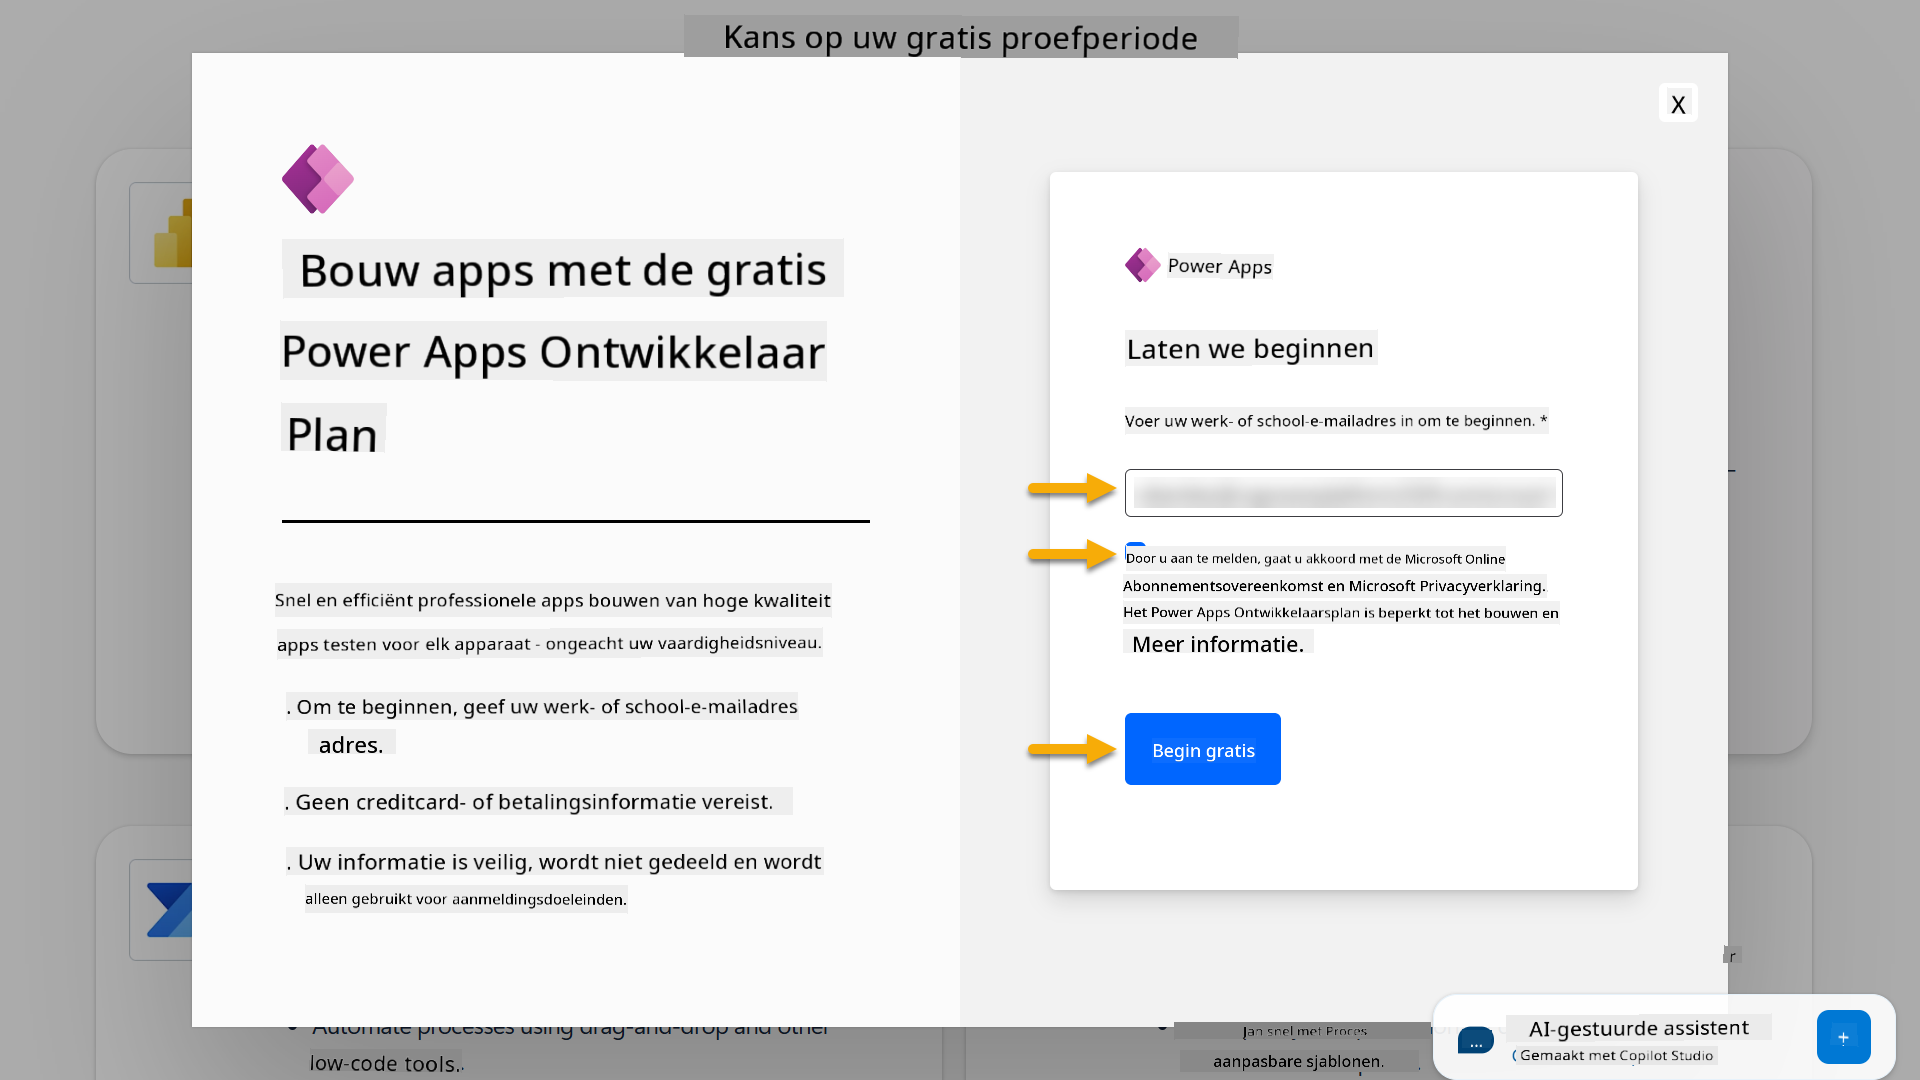 Kans op uw gratis proefperiode
X
Bouw apps met de gratis
Power Apps Ontwikkelaar
Plan
Snel en efficiënt professionele apps bouwen van hoge kwaliteit
apps testen voor elk apparaat - ongeacht uw vaardigheidsniveau.
. Om te beginnen, geef uw werk- of school-e-mailadres
adres.
. Geen creditcard- of betalingsinformatie vereist.
. Uw informatie is veilig, wordt niet gedeeld en wordt
alleen gebruikt voor aanmeldingsdoeleinden.
Power Apps
Laten we beginnen
Voer uw werk- of school-e-mailadres in om te beginnen. *
Door u aan te melden, gaat u akkoord met de Microsoft Online
Abonnementsovereenkomst en Microsoft Privacyverklaring.
Het Power Apps Ontwikkelaarsplan is beperkt tot het bouwen en
Meer informatie.
Begin gratis
r
Automate processes using drag-and-drop and other
low-code tools..
Jan snel met Proces
aanpasbare sjablonen.
AI-gestuurde assistent
Gemaakt met Copilot Studio